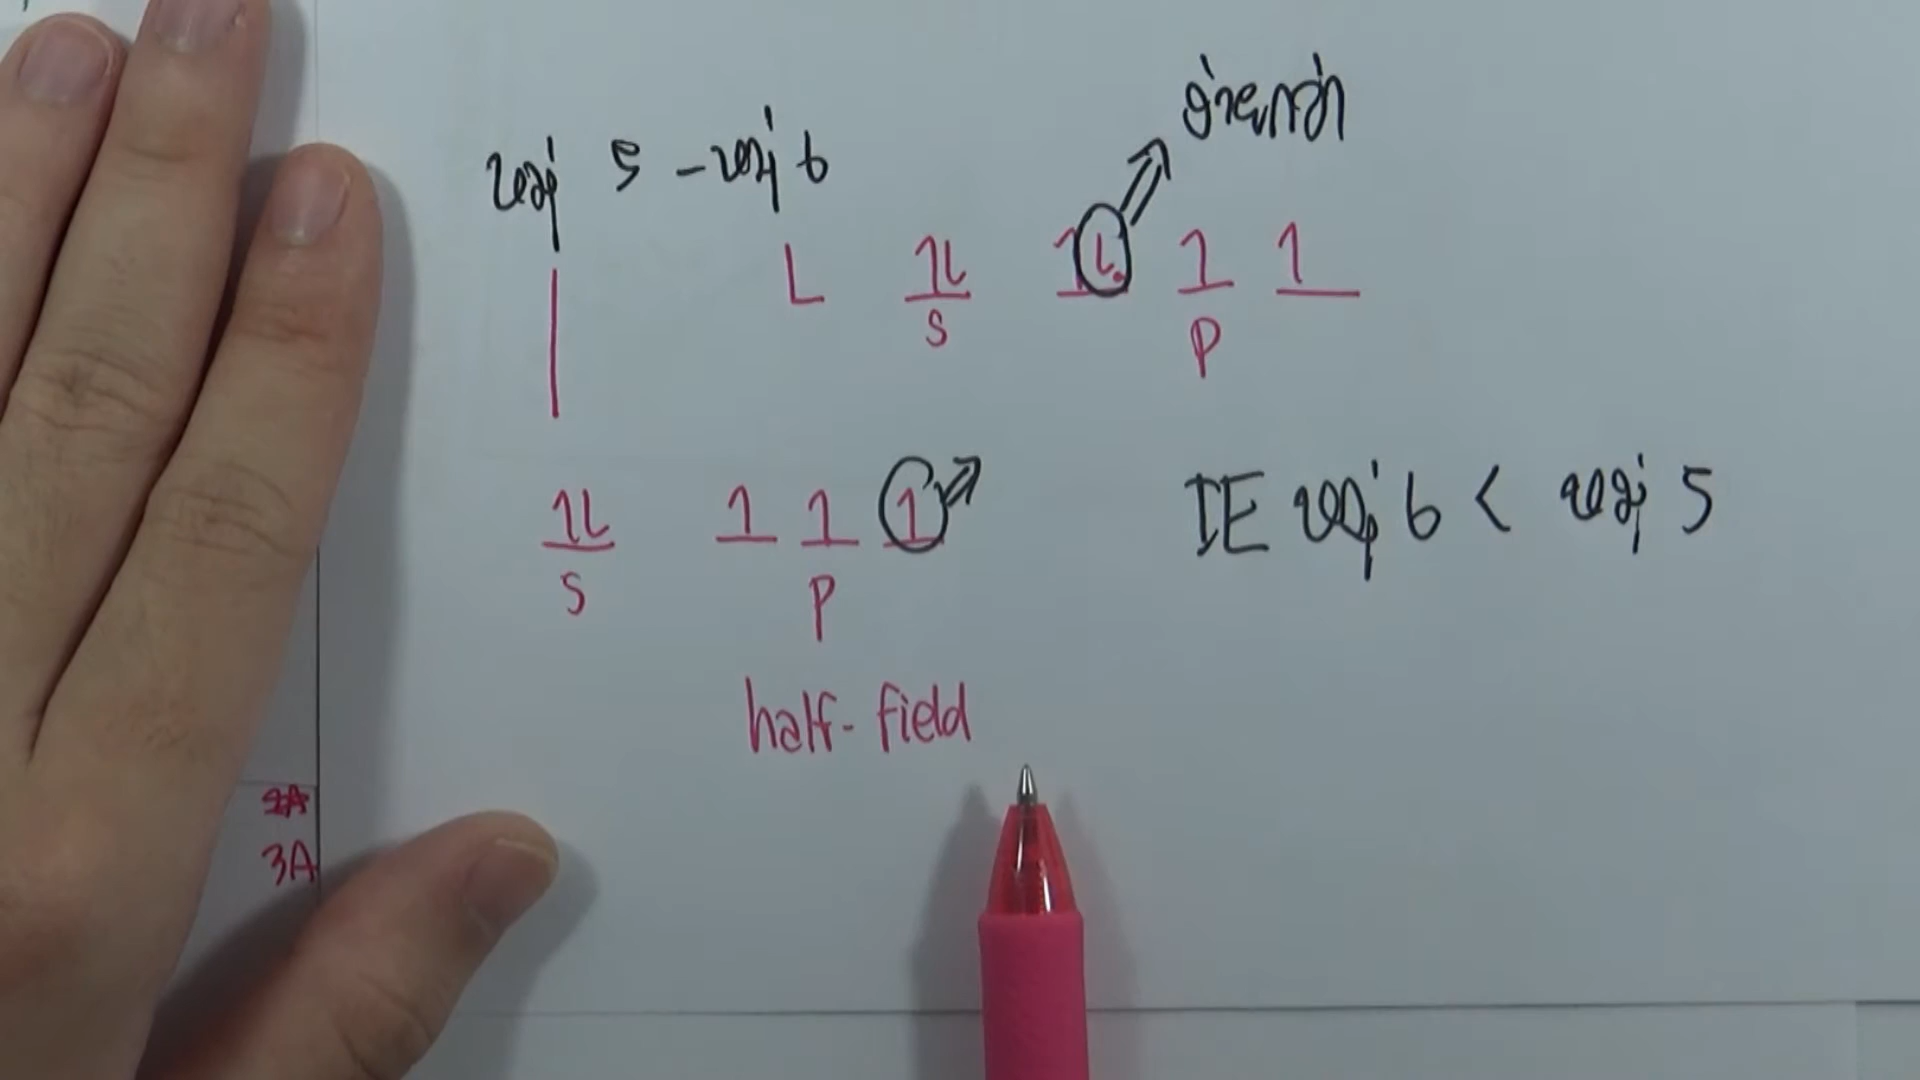 หมู่ 5 - หมู่ 6
ง่ายกว่า
L 1L 1L 1 1
S P
1L 1 1 1
S P
IE หมู่ 6 < หมู่ 5
half-field
3A